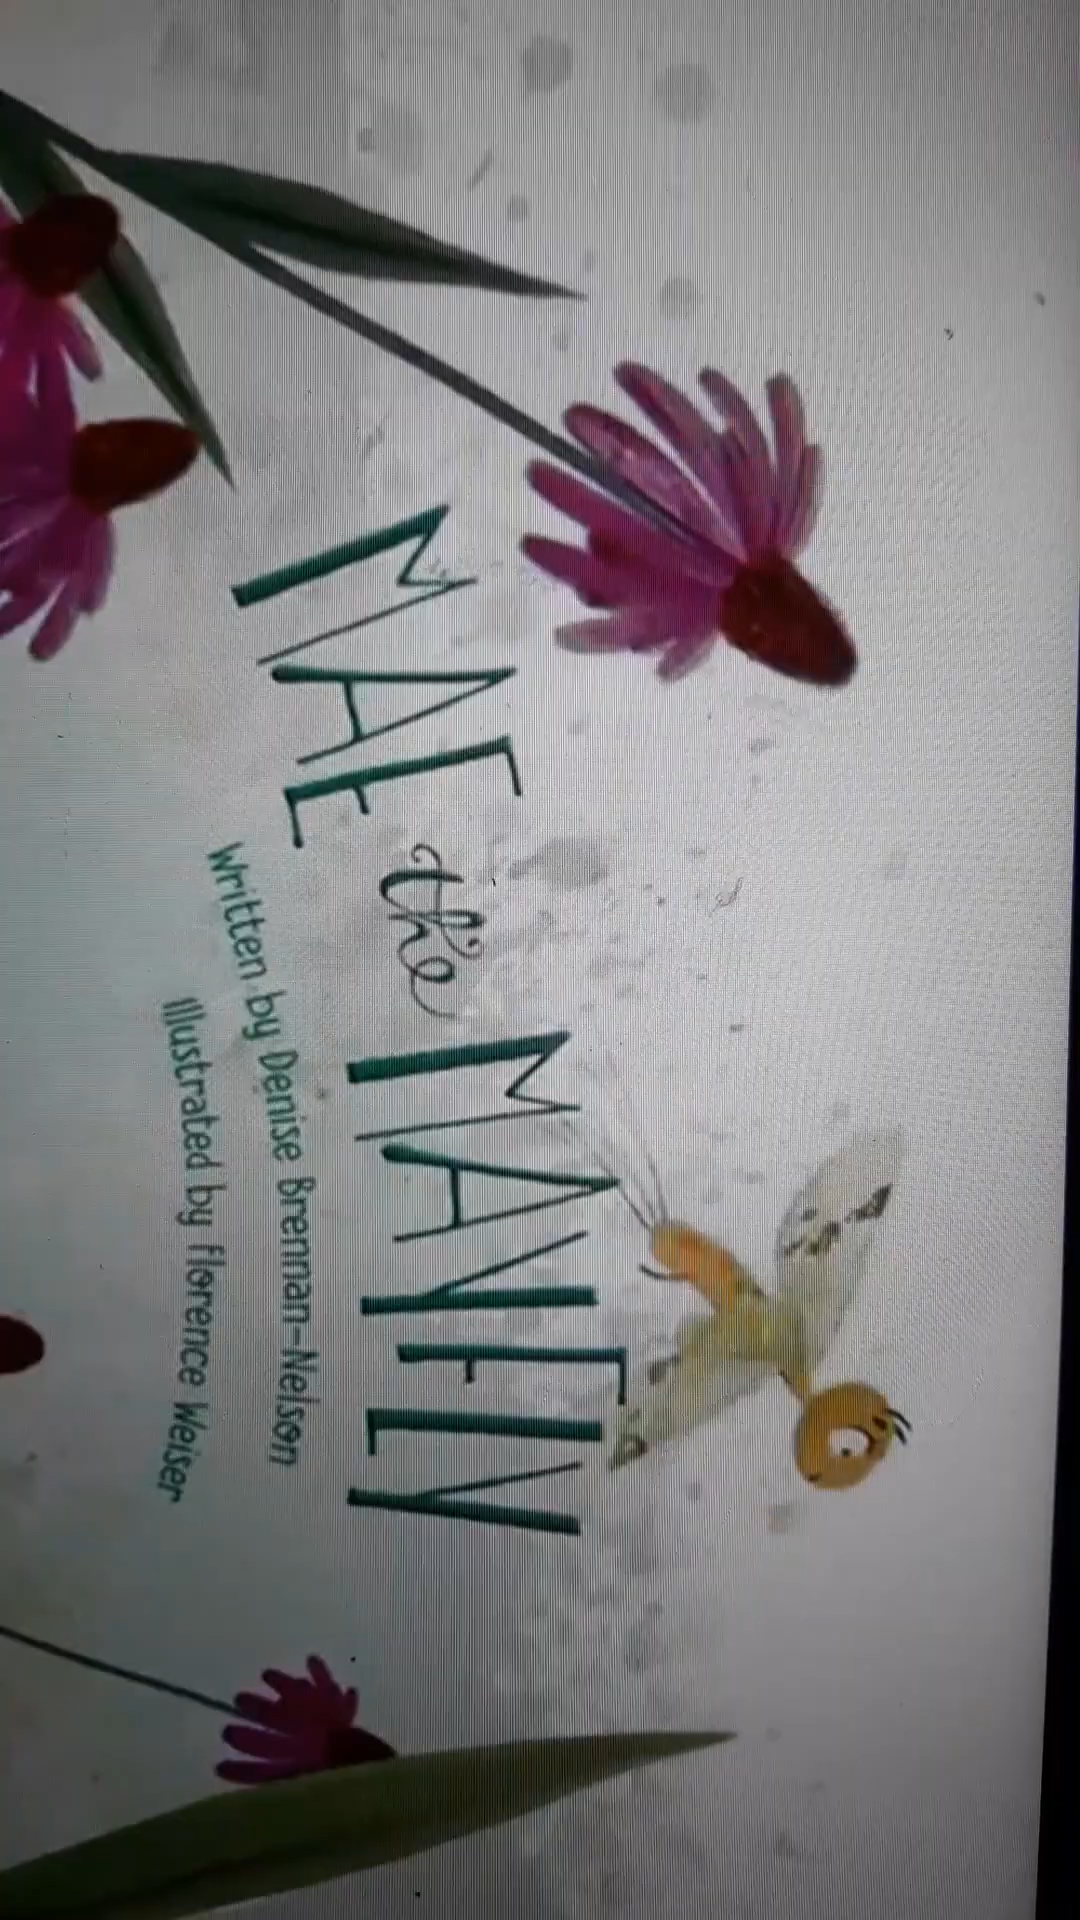 MAE the MAYFLY
Written by Denise Brennan-Nelson
Illustrated by Florence Weiser